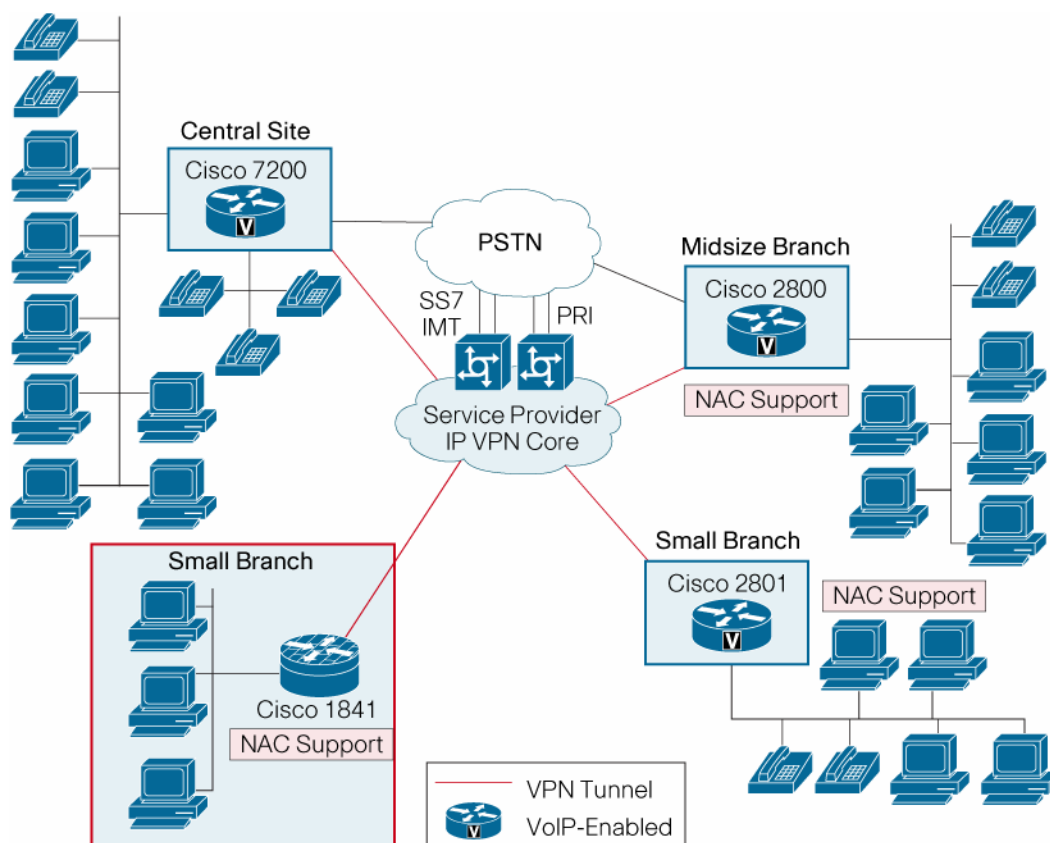 Central Site
Cisco 7200
V
PSTN
SS7
IMT
PRI
Midsize Branch
Cisco 2800
V
NAC Support
Service Provider
IP VPN Core
Small Branch
Cisco 1841
NAC Support
Small Branch
Cisco 2801
V
NAC Support
VPN Tunnel
V
VoIP-Enabled